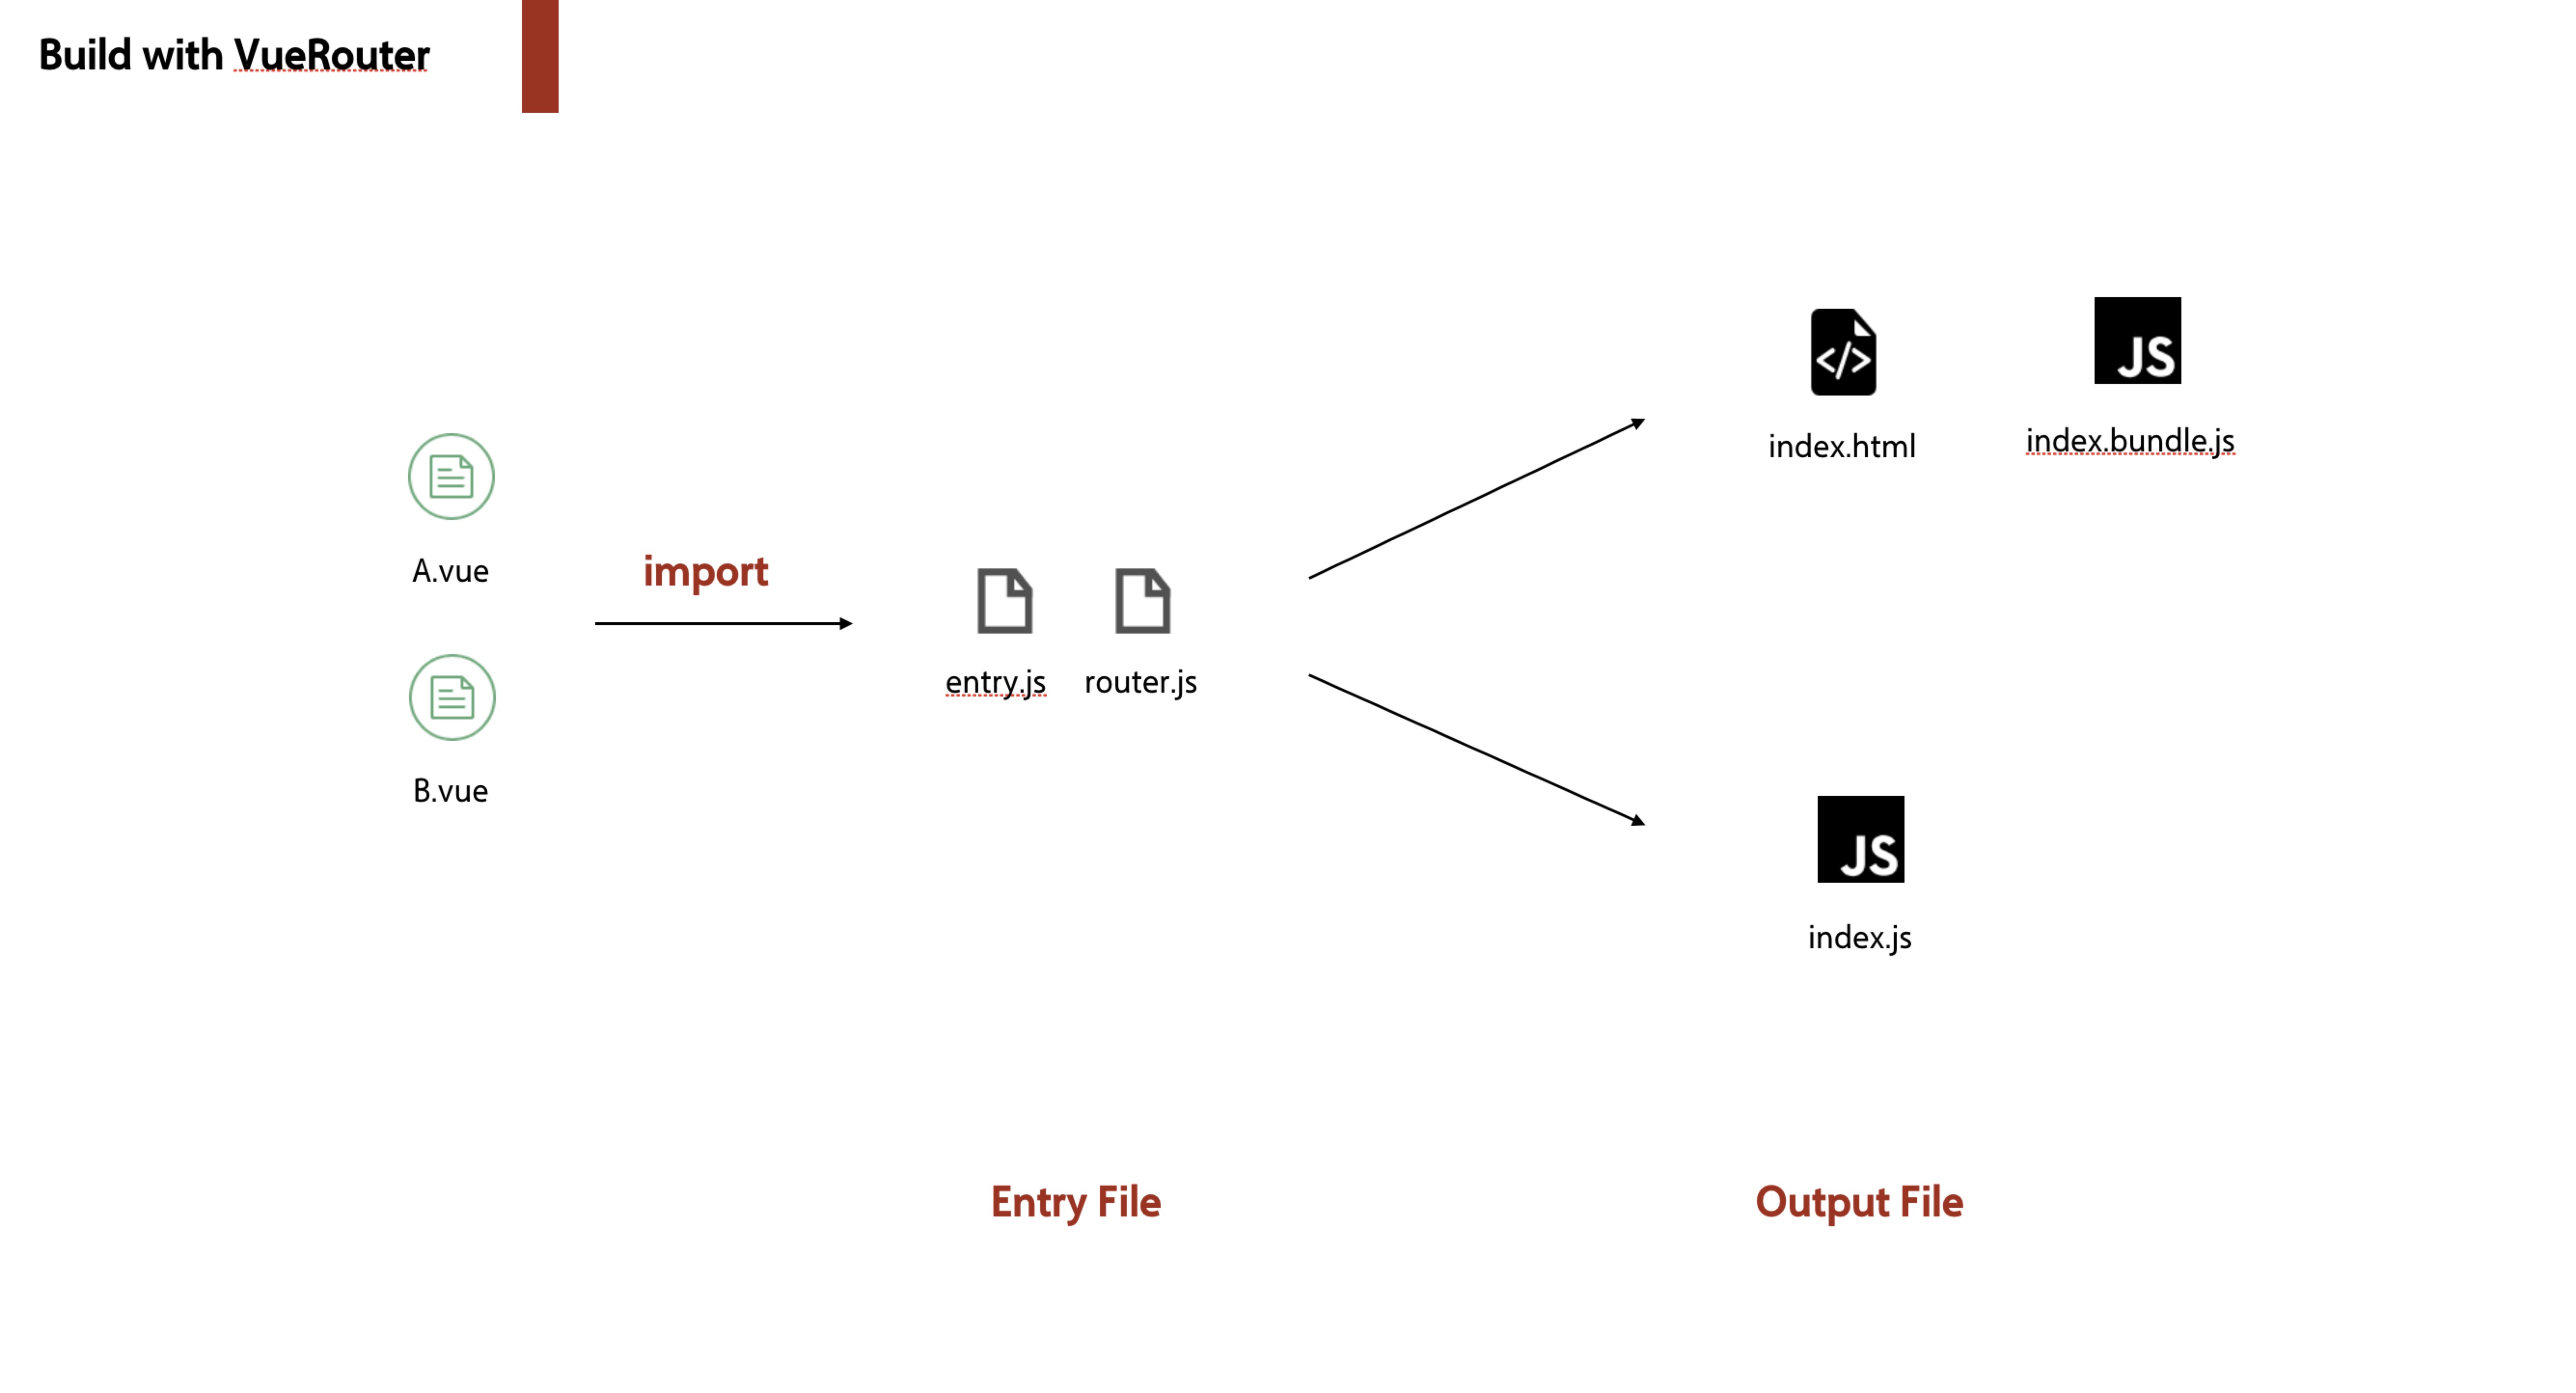 Build with VueRouter
JS
index.html
index.bundle.js
A.vue
import
entry.js
router.js
B.vue
JS
index.js
Entry File
Output File